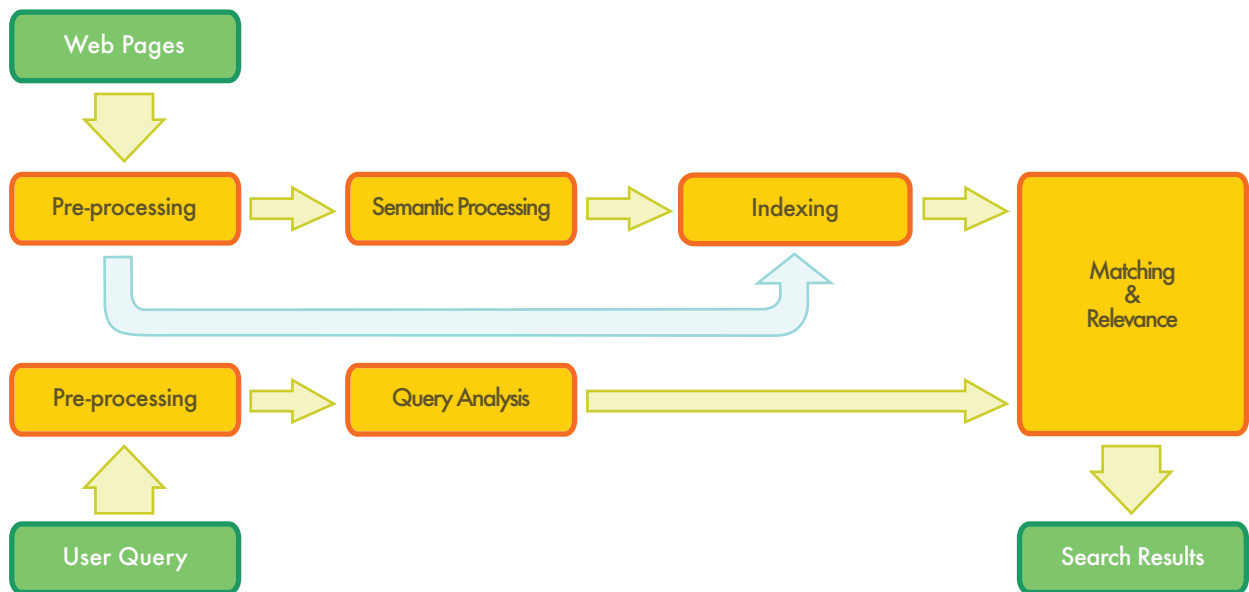 Web Pages
Pre-processing
Semantic Processing
Indexing
Matching
&
Relevance
Pre-processing
Query Analysis
User Query
Search Results